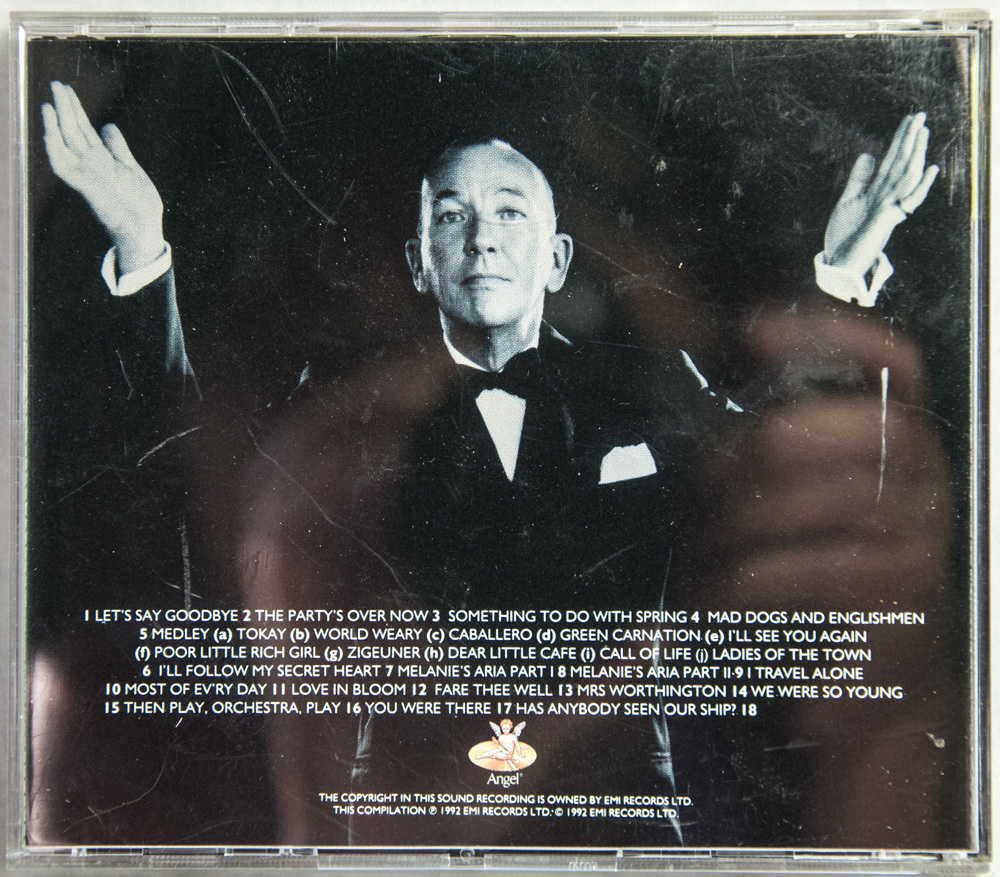 1 LET'S SAY GOODBYE 2 THE PARTY'S OVER NOW 3 SOMETHING TO DO WITH SPRING 4 MAD DOGS AND ENGLISHMEN
5 MEDLEY (a) TOKAY (b) WORLD WEARY (c) CABALLERO (d) GREEN CARNATION (e) I'LL SEE YOU AGAIN
(f) POOR LITTLE RICH GIRL (g) ZIGEUNER (h) DEAR LITTLE CAFE (i) CALL OF LIFE (j) LADIES OF THE TOWN
6 I'LL FOLLOW MY SECRET HEART 7 MELANIE'S ARIA PART I 8 MELANIE'S ARIA PART II·9 I TRAVEL ALONE
10 MOST OF EV'RY DAY 11 LOVE IN BLOOM 12 FARE THEE WELL 13 MRS WORTHINGTON 14 WE WERE SO YOUNG
15 THEN PLAY, ORCHESTRA, PLAY 16 YOU WERE THERE 17 HAS ANYBODY SEEN OUR SHIP? 18
Angel®
THE COPYRIGHT IN THIS SOUND RECORDING IS OWNED BY EMI RECORDS LTD.
THIS COMPILATION ℗ 1992 EMI RECORDS LTD. © 1992 EMI RECORDS LTD.